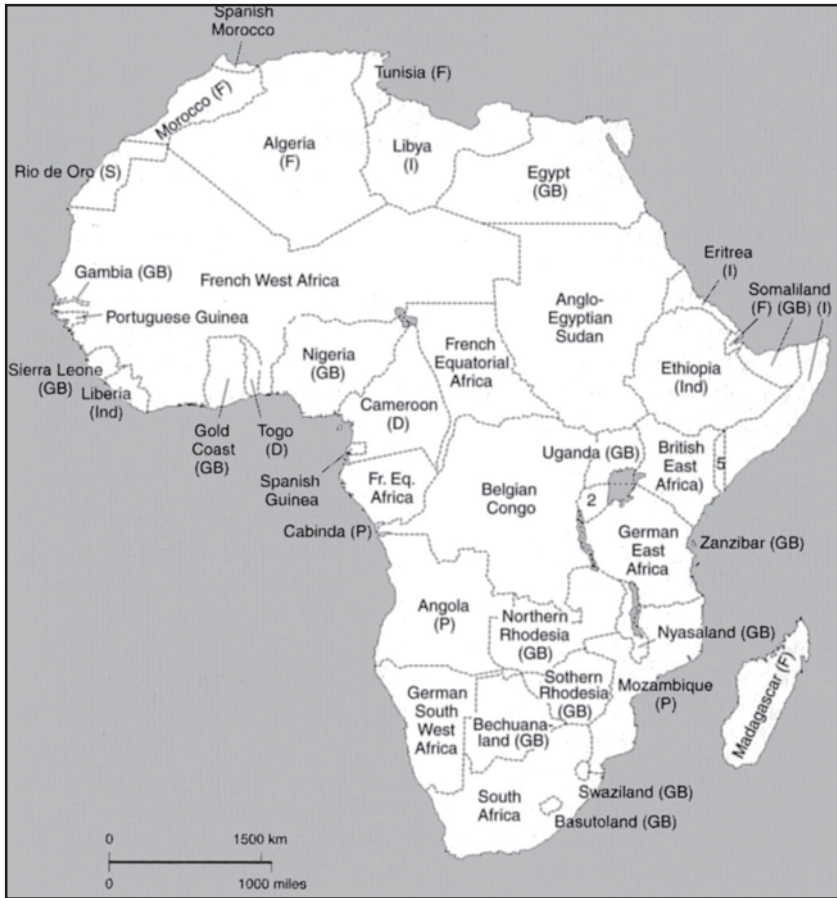 Spanish
Morocco
Tunisia (F)
Morocco (F)
Algeria
(F)
Libya
(I)
Egypt
(GB)
Rio de Oro (S)
Gambia (GB)
French West Africa
Portuguese Guinea
Sierra Leone
(GB)
Liberia
(Ind)
Gold
Coast
(GB)
Togo
(D)
Nigeria
(GB)
Cameroon
(D)
French
Equatorial
Africa
Anglo-
Egyptian
Sudan
Eritrea
(I)
Somaliland
(F) (GB) (I)
Ethiopia
(Ind)
Spanish
Guinea
Fr. Eq.
Africa
Cabinda (P)
Belgian
Congo
Uganda (GB)
British
East
Africa)
5
2
German
East
Africa
Zanzibar (GB)
Angola
(P)
Northern
Rhodesia
(GB)
Nyasaland (GB)
Sothern
Rhodesia
(GB)
Mozambique
(P)
Madagascar (F)
German
South
West
Africa
Bechuana-
land (GB)
Swaziland (GB)
South
Africa
Basutoland (GB)
0 1500 km
0 1000 miles